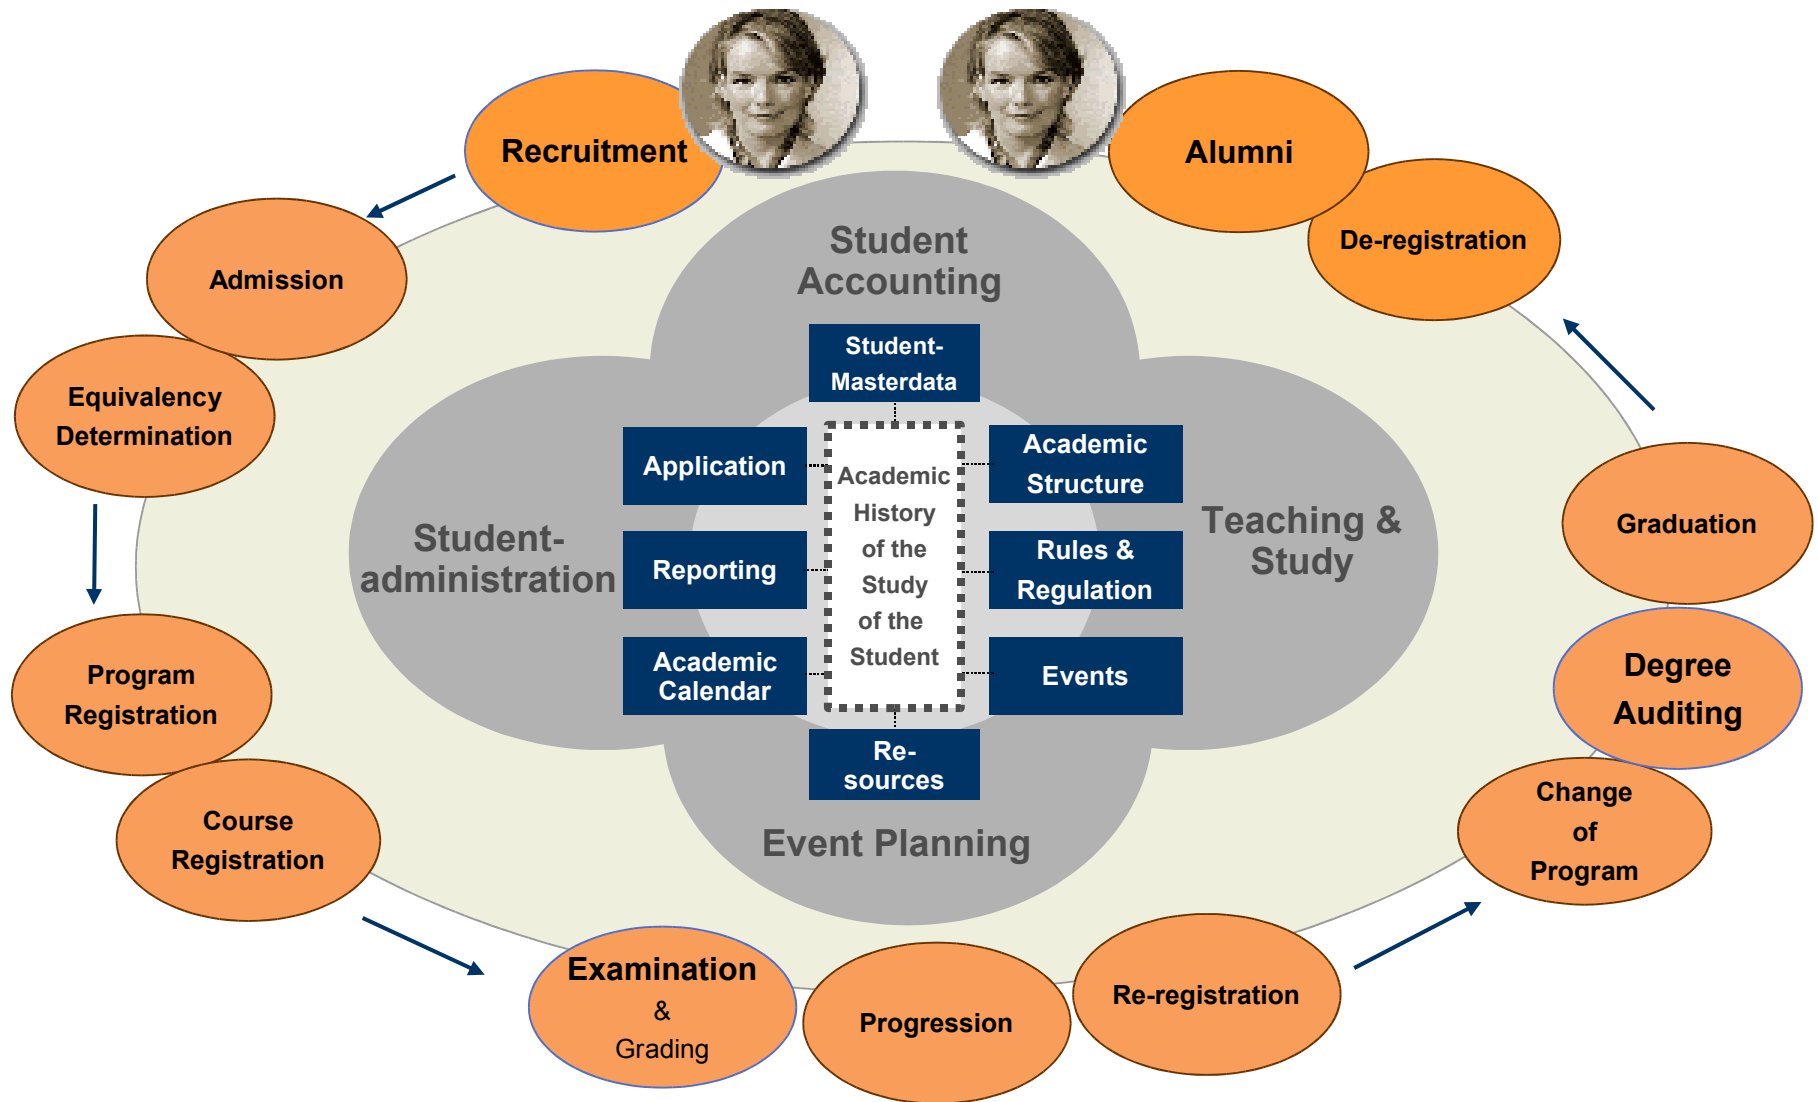 Recruitment
Alumni
De-registration
Admission
Equivalency
Determination
Program
Registration
Course
Registration
Examination
&
Grading
Progression
Re-registration
Change
of
Program
Degree
Auditing
Graduation
Student
Accounting
Student-
administration
Teaching &
Study
Event Planning
Student-
Masterdata
Application
Reporting
Academic
Calendar
Academic
History
of the
Study
of the
Student
Academic
Structure
Rules &
Regulation
Events
Re-
sources